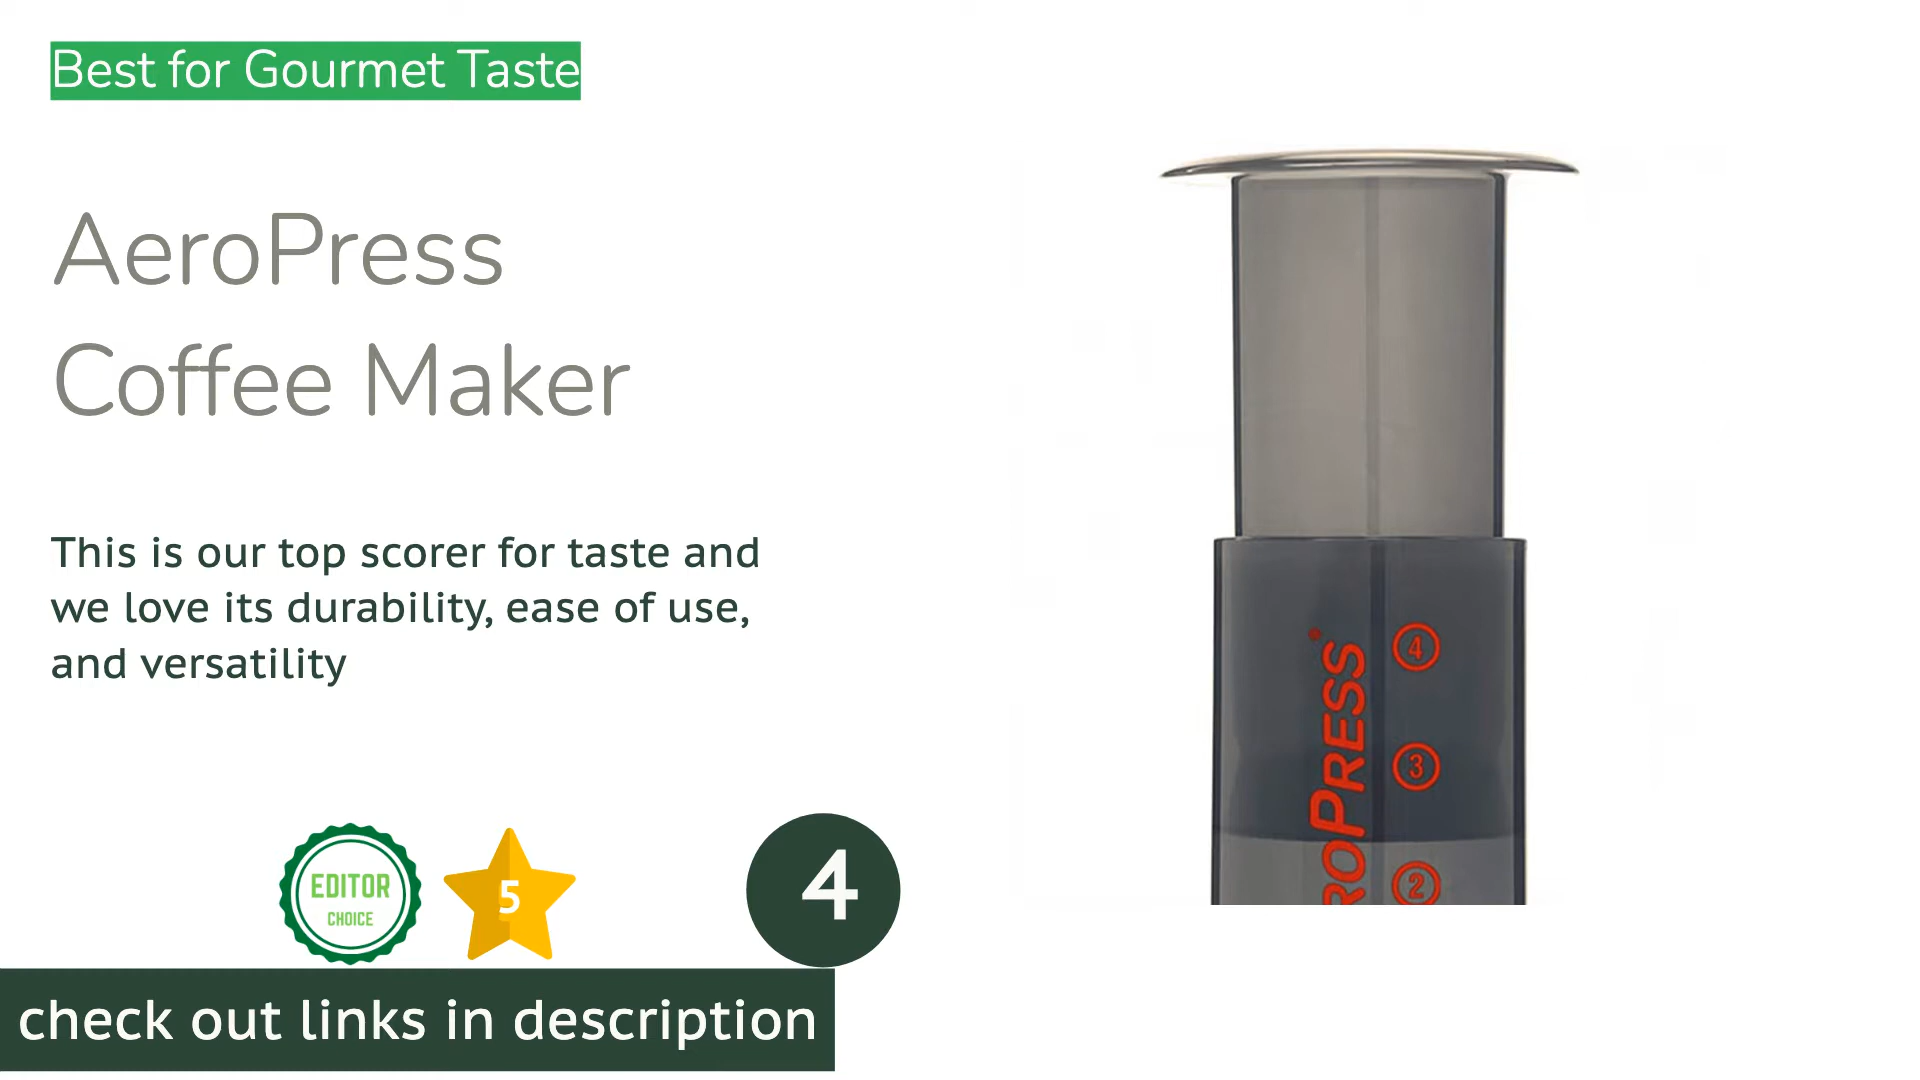 Best for Gourmet Taste
AeroPress
Coffee Maker
This is our top scorer for taste and
we love its durability, ease of use,
and versatility
EDITOR
CHOICE
5
4
check out links in description
ROPRESS
4
3
2